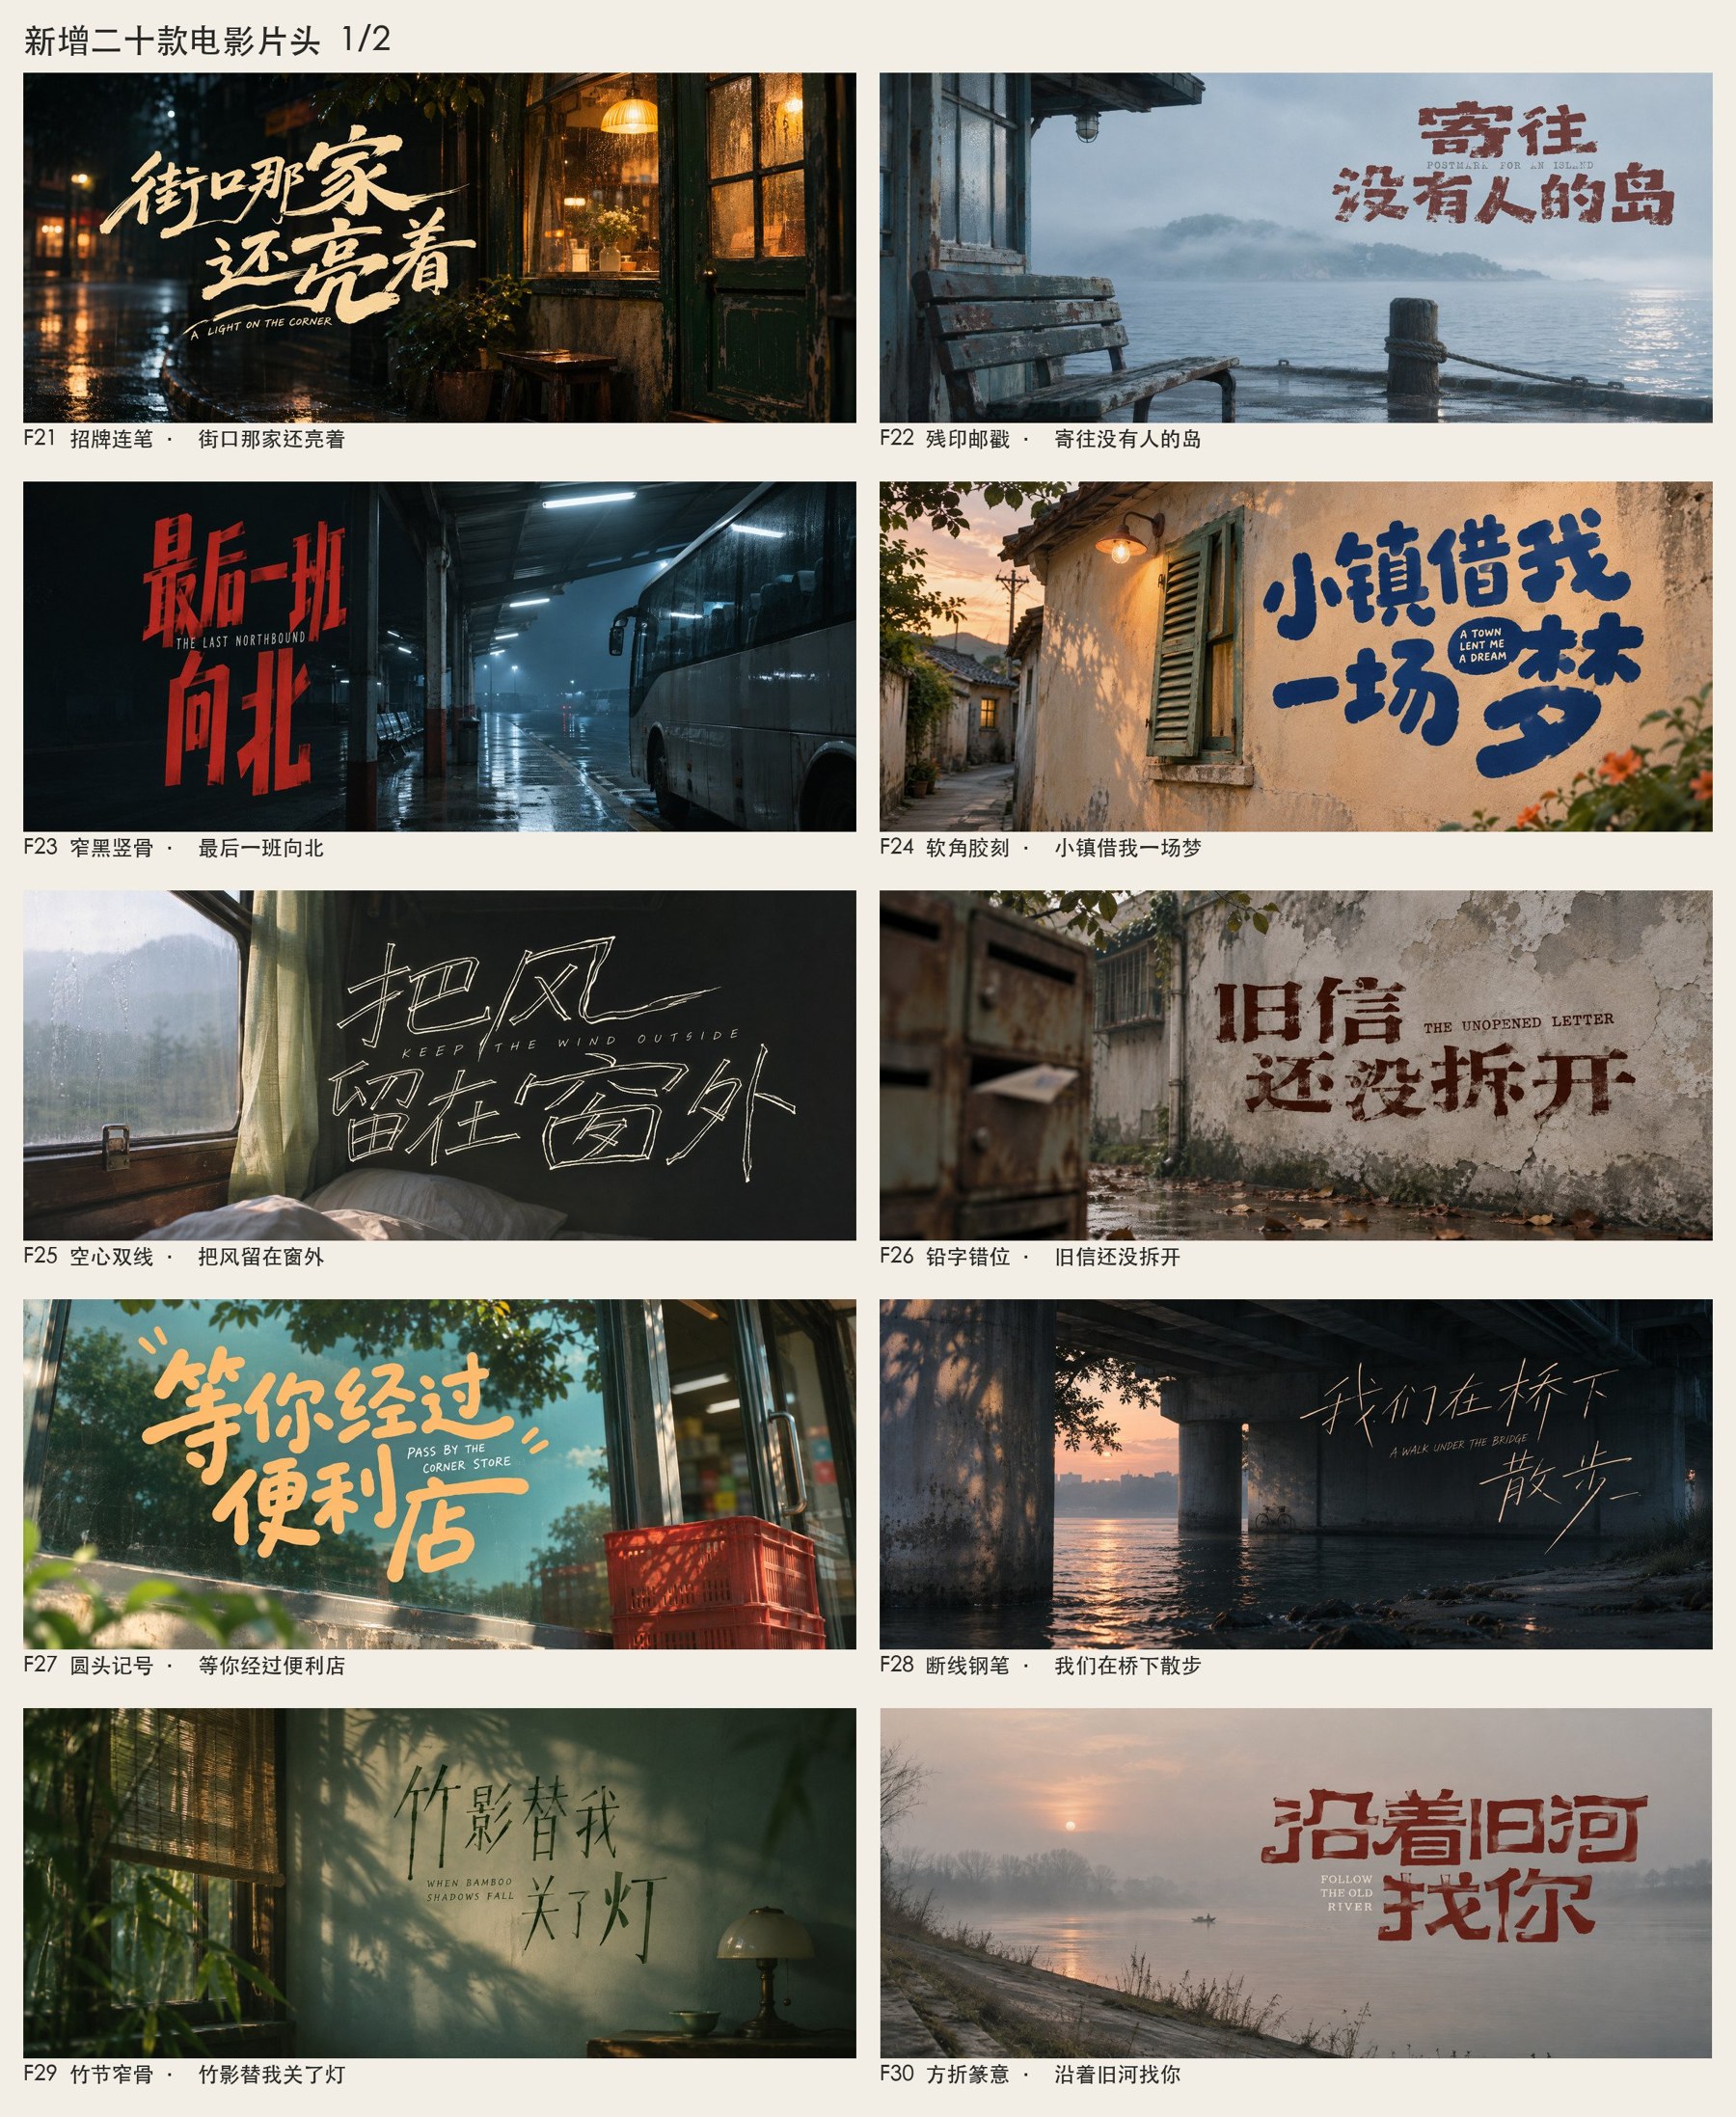 新增二十款电影片头 1/2
街口那家
还亮着
A LIGHT ON THE CORNER
F21 招牌连笔 · 街口那家还亮着
寄往
POSTMARK FOR AN ISLAND
没有人的岛
F22 残印邮戳 · 寄往没有人的岛
最后一班
THE LAST NORTHBOUND
向北
F23 窄黑竖骨 · 最后一班向北
小镇借我
一场梦
A TOWN
LENT ME
A DREAM
F24 软角胶刻 · 小镇借我一场梦
把风
KEEP THE WIND OUTSIDE
留在窗外
F25 空心双线 · 把风留在窗外
旧信
THE UNOPENED LETTER
还没拆开
F26 铅字错位 · 旧信还没拆开
等你经过
PASS BY THE
CORNER STORE
便利店
F27 圆头记号 · 等你经过便利店
我们在桥下
A WALK UNDER THE BRIDGE
散步
F28 断线钢笔 · 我们在桥下散步
竹影替我
WHEN BAMBOO
SHADOWS FALL
关了灯
F29 竹节窄骨 · 竹影替我关了灯
沿着旧河
FOLLOW
THE OLD
RIVER
找你
F30 方折篆意 · 沿着旧河找你